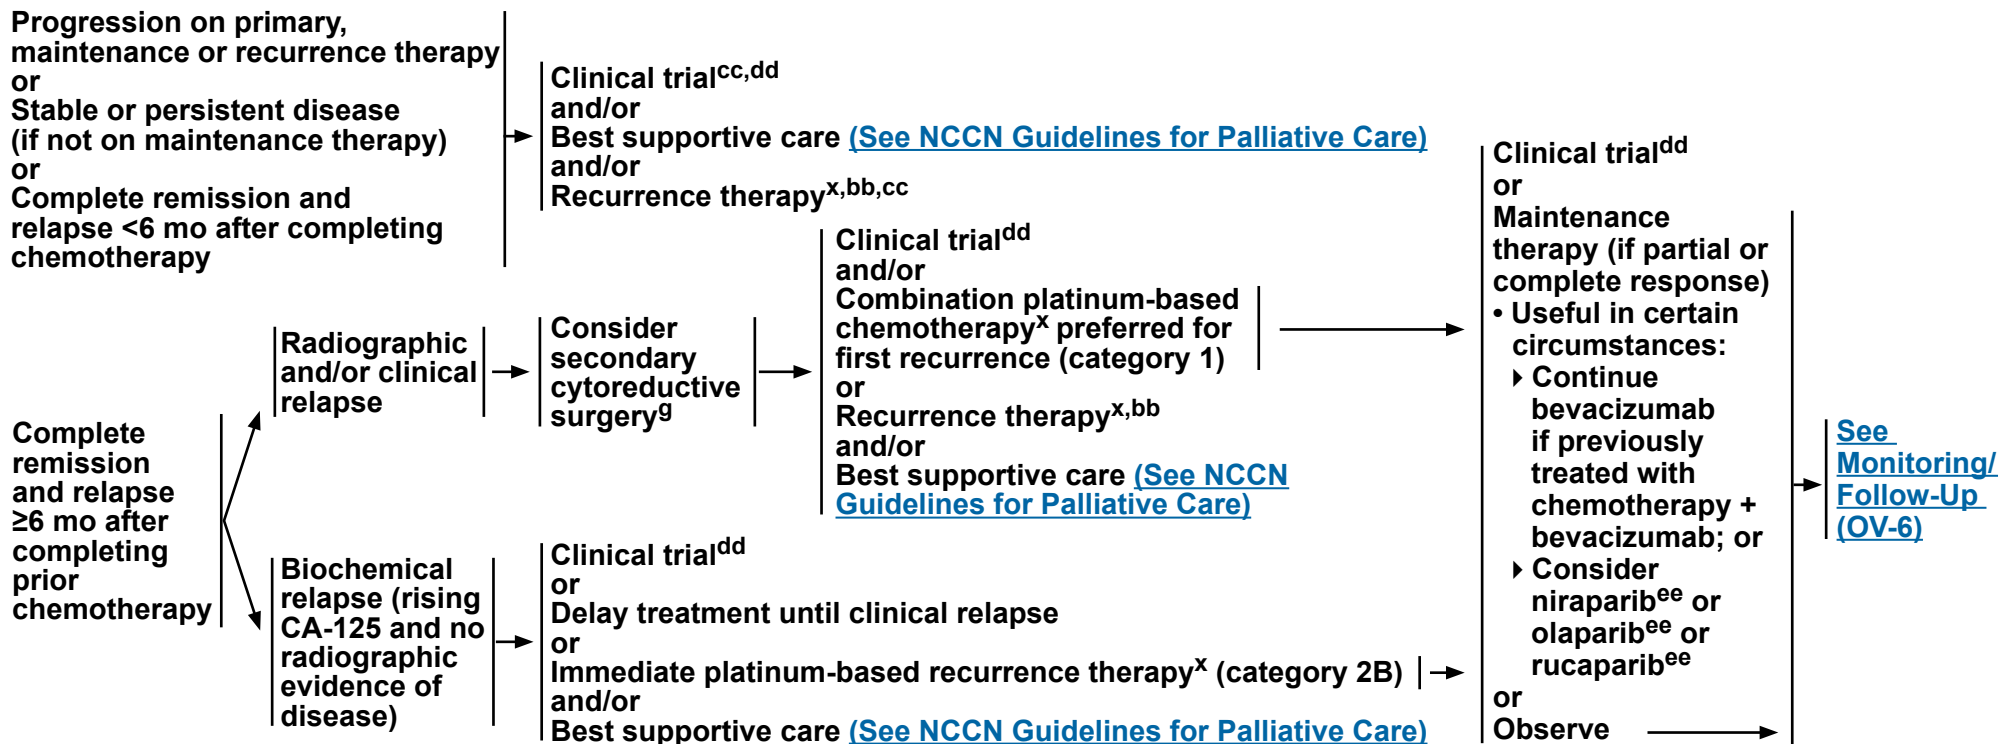 Progression on primary,
maintenance or recurrence therapy
or
Stable or persistent disease
(if not on maintenance therapy)
or
Complete remission and
relapse <6 mo after completing
chemotherapy
Clinical trialcc,dd
and/or
Best supportive care (See NCCN Guidelines for Palliative Care)
and/or
Recurrence therapyx,bb,cc
Complete
remission
and relapse
≥6 mo after
completing
prior
chemotherapy
Radiographic
and/or clinical
relapse
Consider
secondary
cytoreductive
surgeryg
Clinical trialdd
and/or
Combination platinum-based
chemotherapyx preferred for
first recurrence (category 1)
or
Recurrence therapyx,bb
and/or
Best supportive care (See NCCN
Guidelines for Palliative Care)
Biochemical
relapse (rising
CA-125 and no
radiographic
evidence of
disease)
Clinical trialdd
or
Delay treatment until clinical relapse
or
Immediate platinum-based recurrence therapyx (category 2B)
and/or
Best supportive care (See NCCN Guidelines for Palliative Care)
Clinical trialdd
or
Maintenance
therapy (if partial or
complete response)
• Useful in certain
circumstances:
Continue
bevacizumab
if previously
treated with
chemotherapy +
bevacizumab; or
Consider
niraparibee or
olaparibee or
rucaparibee
or
Observe
See
Monitoring/
Follow-Up
(OV-6)